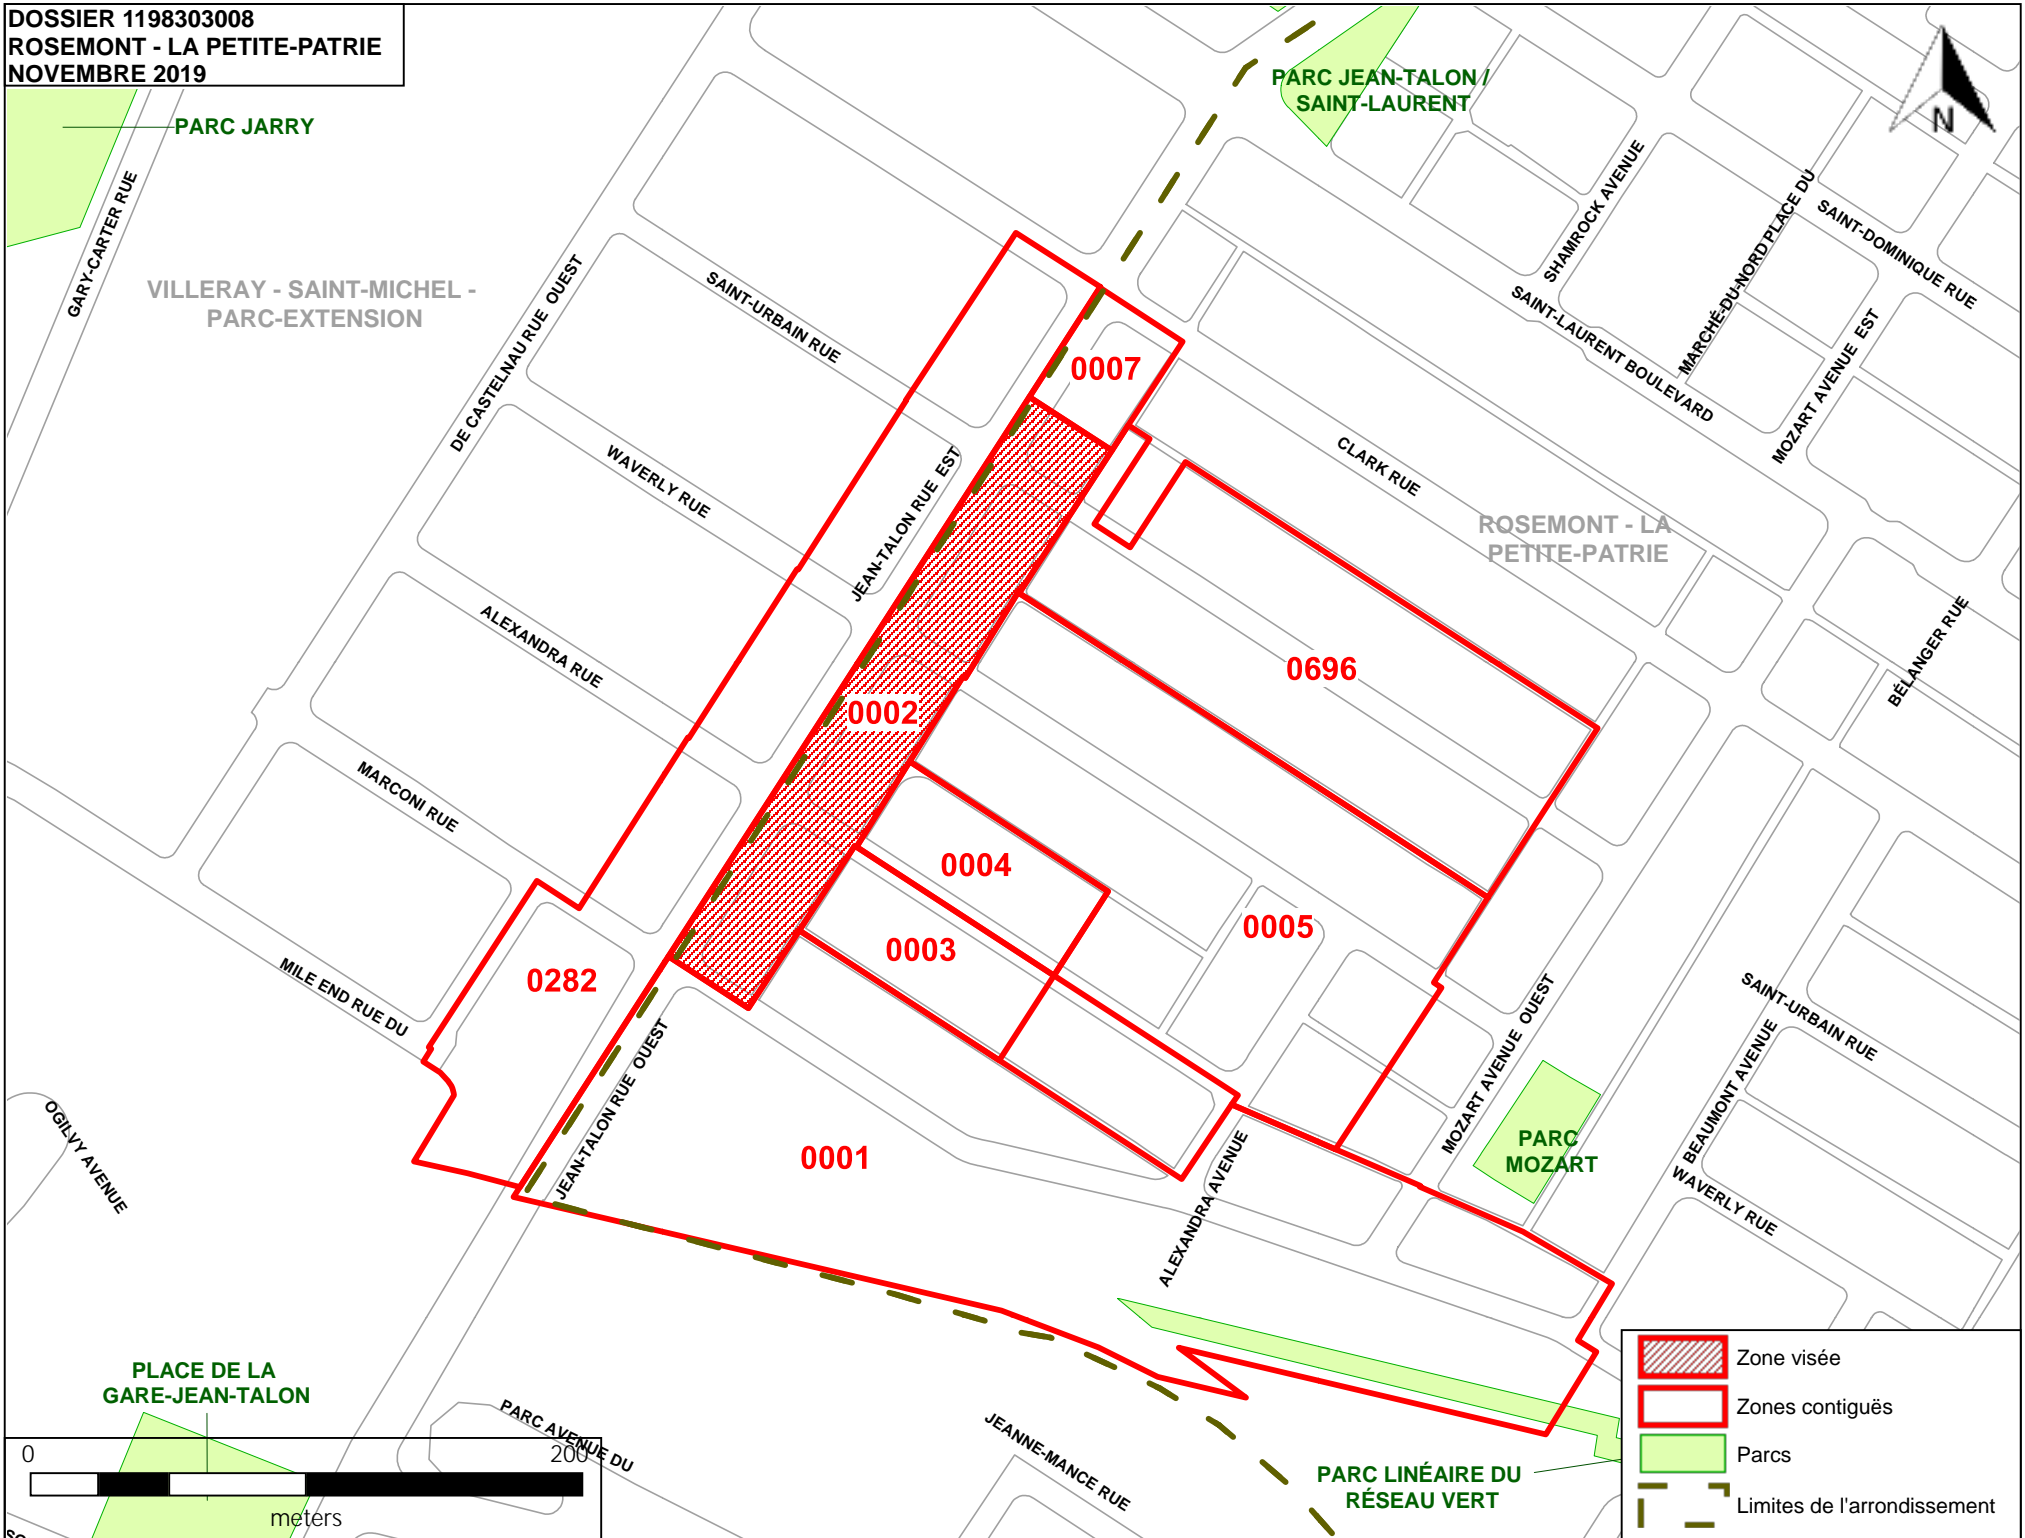 DOSSIER 1198303008
ROSEMONT - LA PETITE-PATRIE
NOVEMBRE 2019
PARC JARRY
GARY-CARTER RUE
VILLERAY - SAINT-MICHEL -
PARC-EXTENSION
DE CASTELNAU RUE OUEST
SAINT-URBAIN RUE
WAVERLY RUE
ALEXANDRA RUE
MARCONI RUE
MILE END RUE DU
OGILVY AVENUE
JEAN-TALON RUE EST
JEAN-TALON RUE OUEST
PARC JEAN-TALON /
SAINT-LAURENT
N
SHAMROCK AVENUE
MARCHÉ-DU-NORD PLACE DU
SAINT-DOMINIQUE RUE
SAINT-LAURENT BOULEVARD
MOZART AVENUE EST
CLARK RUE
ROSEMONT - LA
PETITE-PATRIE
BÉLANGER RUE
0007
0002
0696
0004
0003
0005
0282
0001
MOZART AVENUE OUEST
SAINT-URBAIN RUE
BEAUMONT AVENUE
WAVERLY RUE
PARC
MOZART
ALEXANDRA AVENUE
PLACE DE LA
GARE-JEAN-TALON
PARC AVENUE DU
JEANNE-MANCE RUE
PARC LINÉAIRE DU
RÉSEAU VERT
0 200
meters
Zone visée
Zones contiguës
Parcs
Limites de l'arrondissement